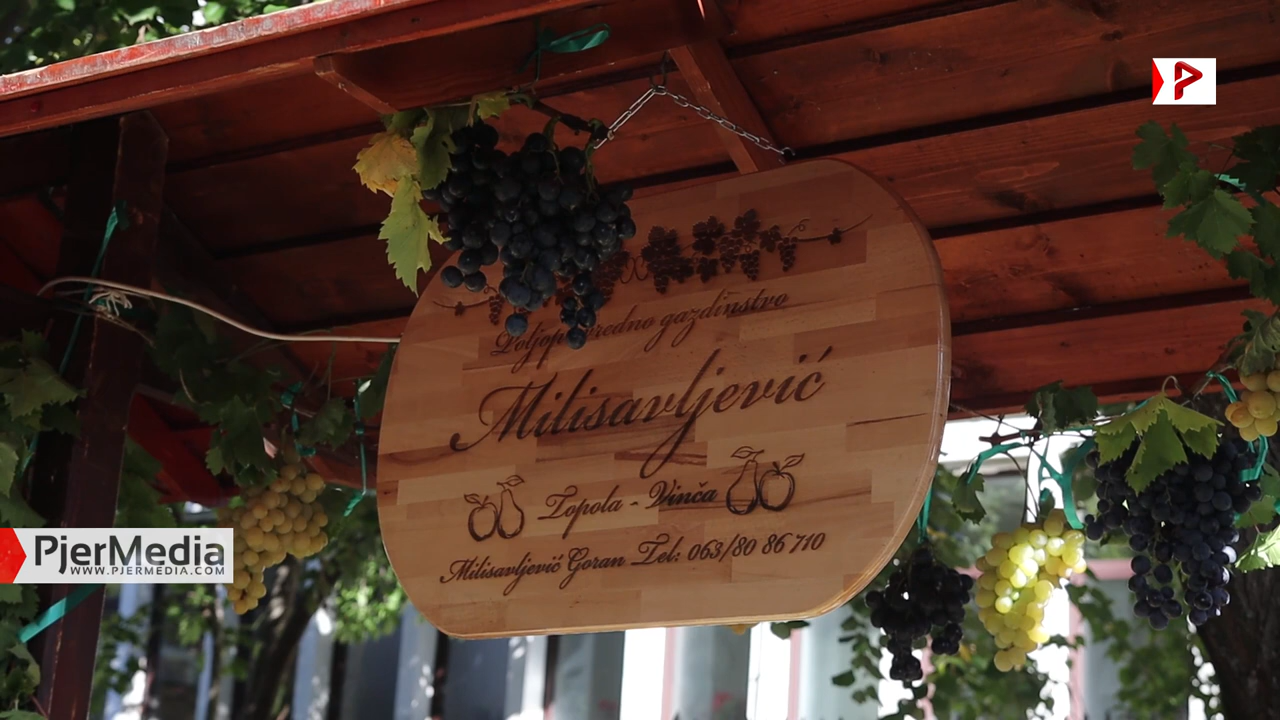 Poljoprivredno gazdinstvo
Milisavljević
Topola - Vinča
Milisavljević Goran Tel: 063/80 86 710
PjerMedia
WWW.PJERMEDIA.COM